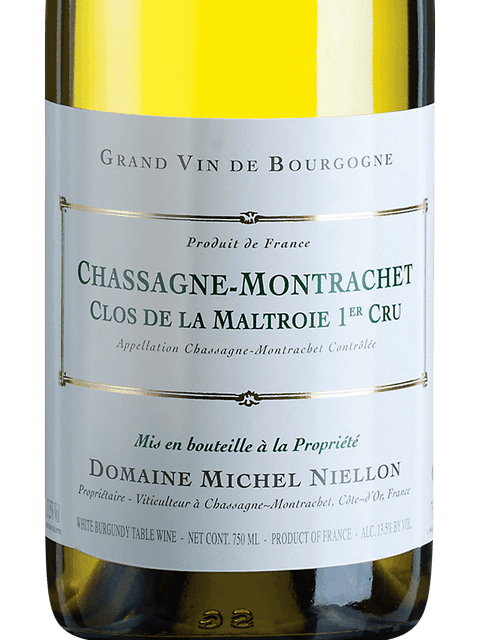 GRAND VIN DE BOURGOGNE
Produit de France
CHASSAGNE-MONTRACHET
CLOS DE LA MALTROIE 1ER CRU
Appellation Chassagne-Montrachet Contrôlée
Mis en bouteille à la Propriété
DOMAINE MICHEL NIELLON
Propriétaire - Viticulteur à Chassagne~Montrachet, Côte~d'Or, France
WHITE BURGUNDY TABLE WINE - NET CONT. 750 ML - PRODUCT OF FRANCE - ALC. 13.5% BY VOL.